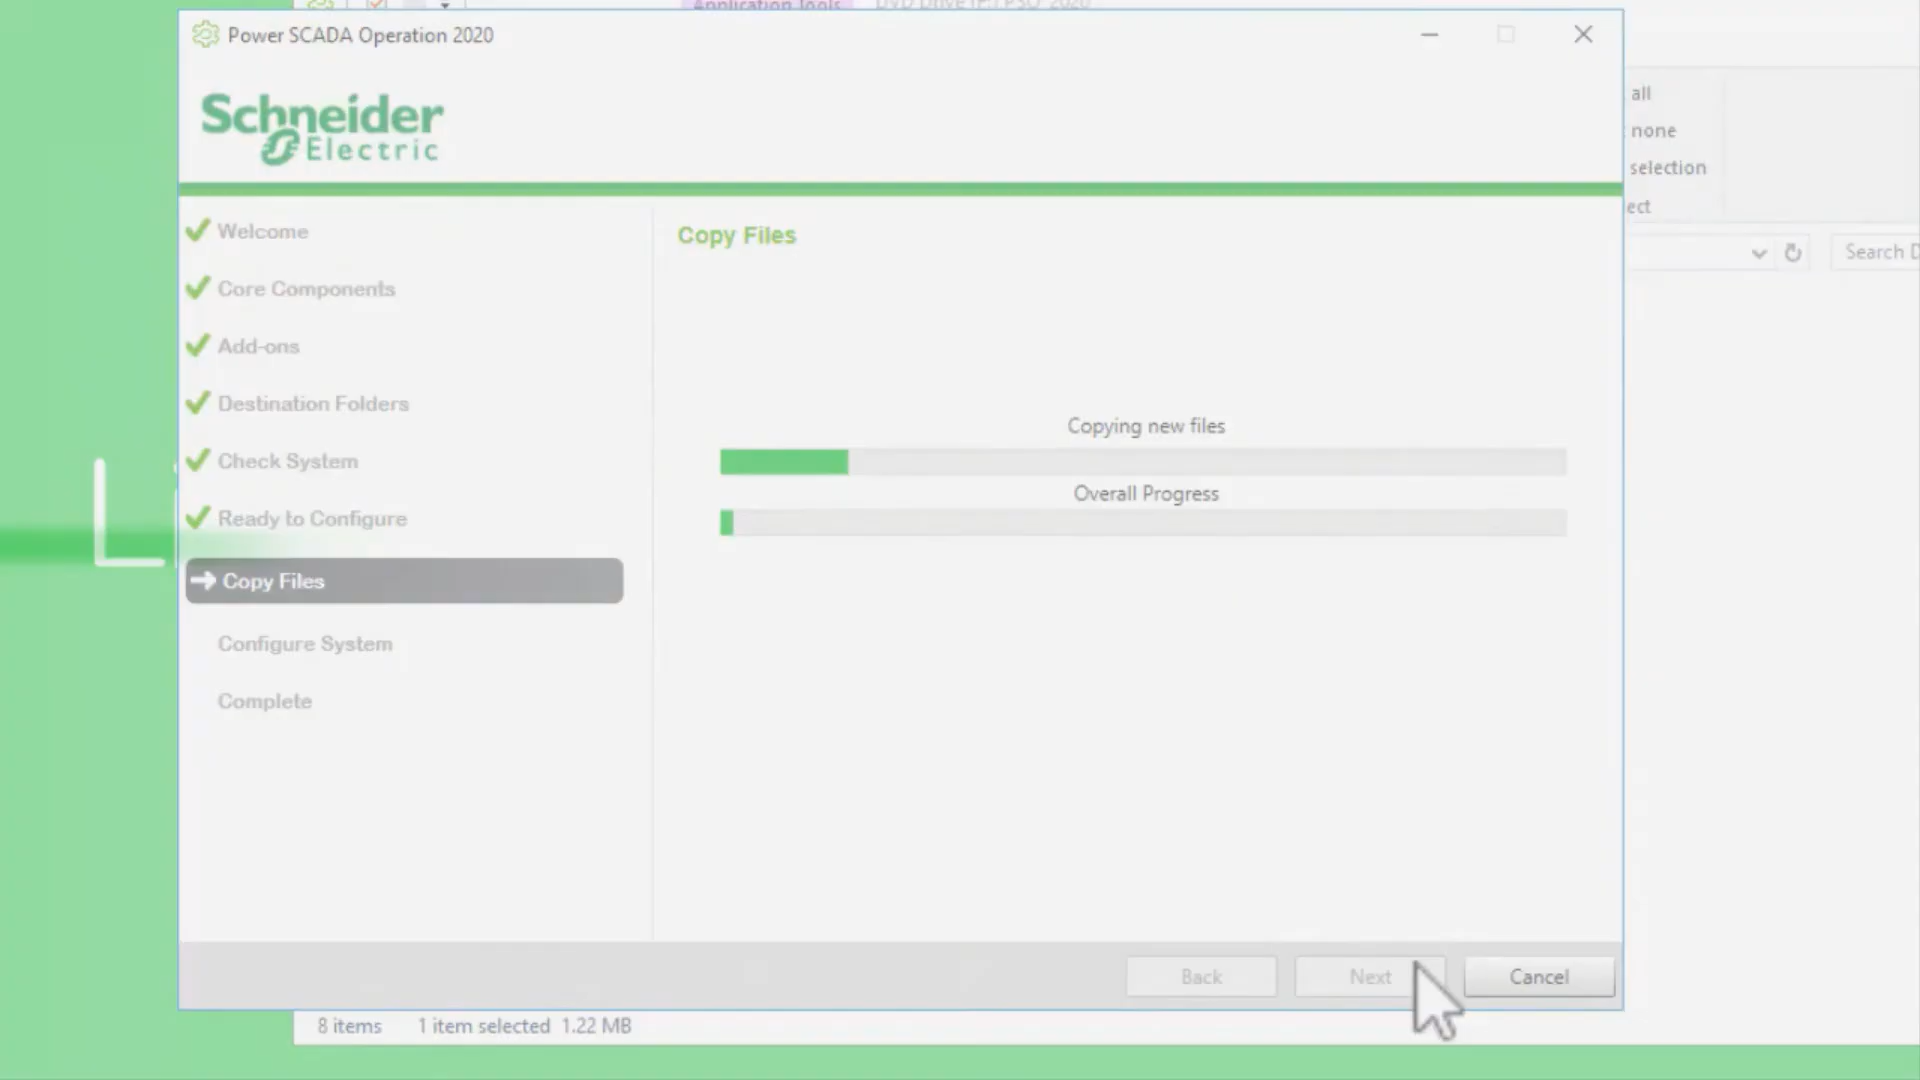 Application Tools
Power SCADA Operation 2020
Schneider
Electric
all
none
selection
ect
Search D
Welcome
Core Components
Add-ons
Destination Folders
Check System
Ready to Configure
Copy Files
Configure System
Complete
Copy Files
Copying new files
Overall Progress
Back
Next
Cancel
8 items 1 item selected 1.22 MB